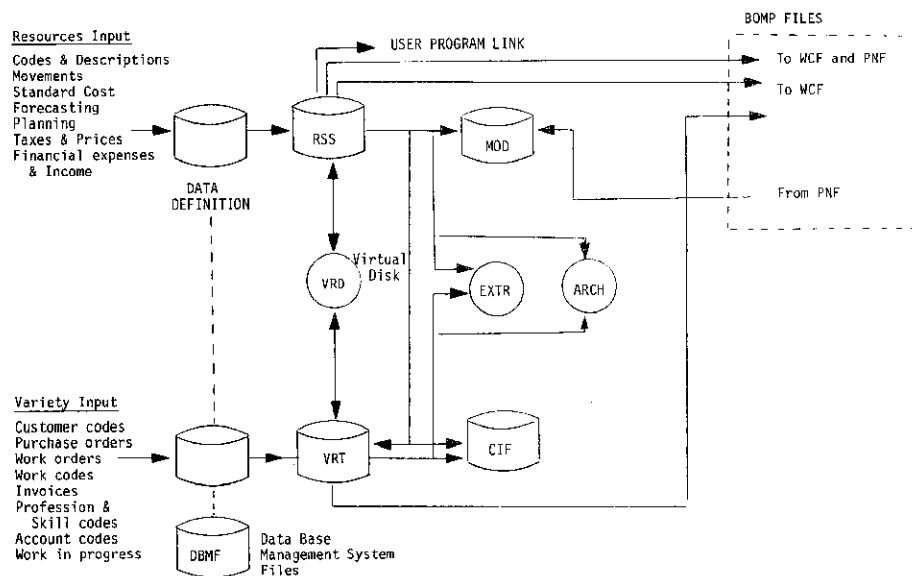 BOMP FILES
Resources Input
USER PROGRAM LINK
Codes & Descriptions
Movements
Standard Cost
Forecasting
Planning
Taxes & Prices
Financial expenses
& Income
To WCF and PNF
To WCF
RSS
MOD
DATA
DEFINITION
From PNF
Virtual
Disk
VRD
EXTR
ARCH
Variety Input
Customer codes
Purchase orders
Work orders
Work codes
Invoices
Profession &
Skill codes
Account codes
Work in progress
VRT
CIF
DBMF
Data Base
Management System
Files